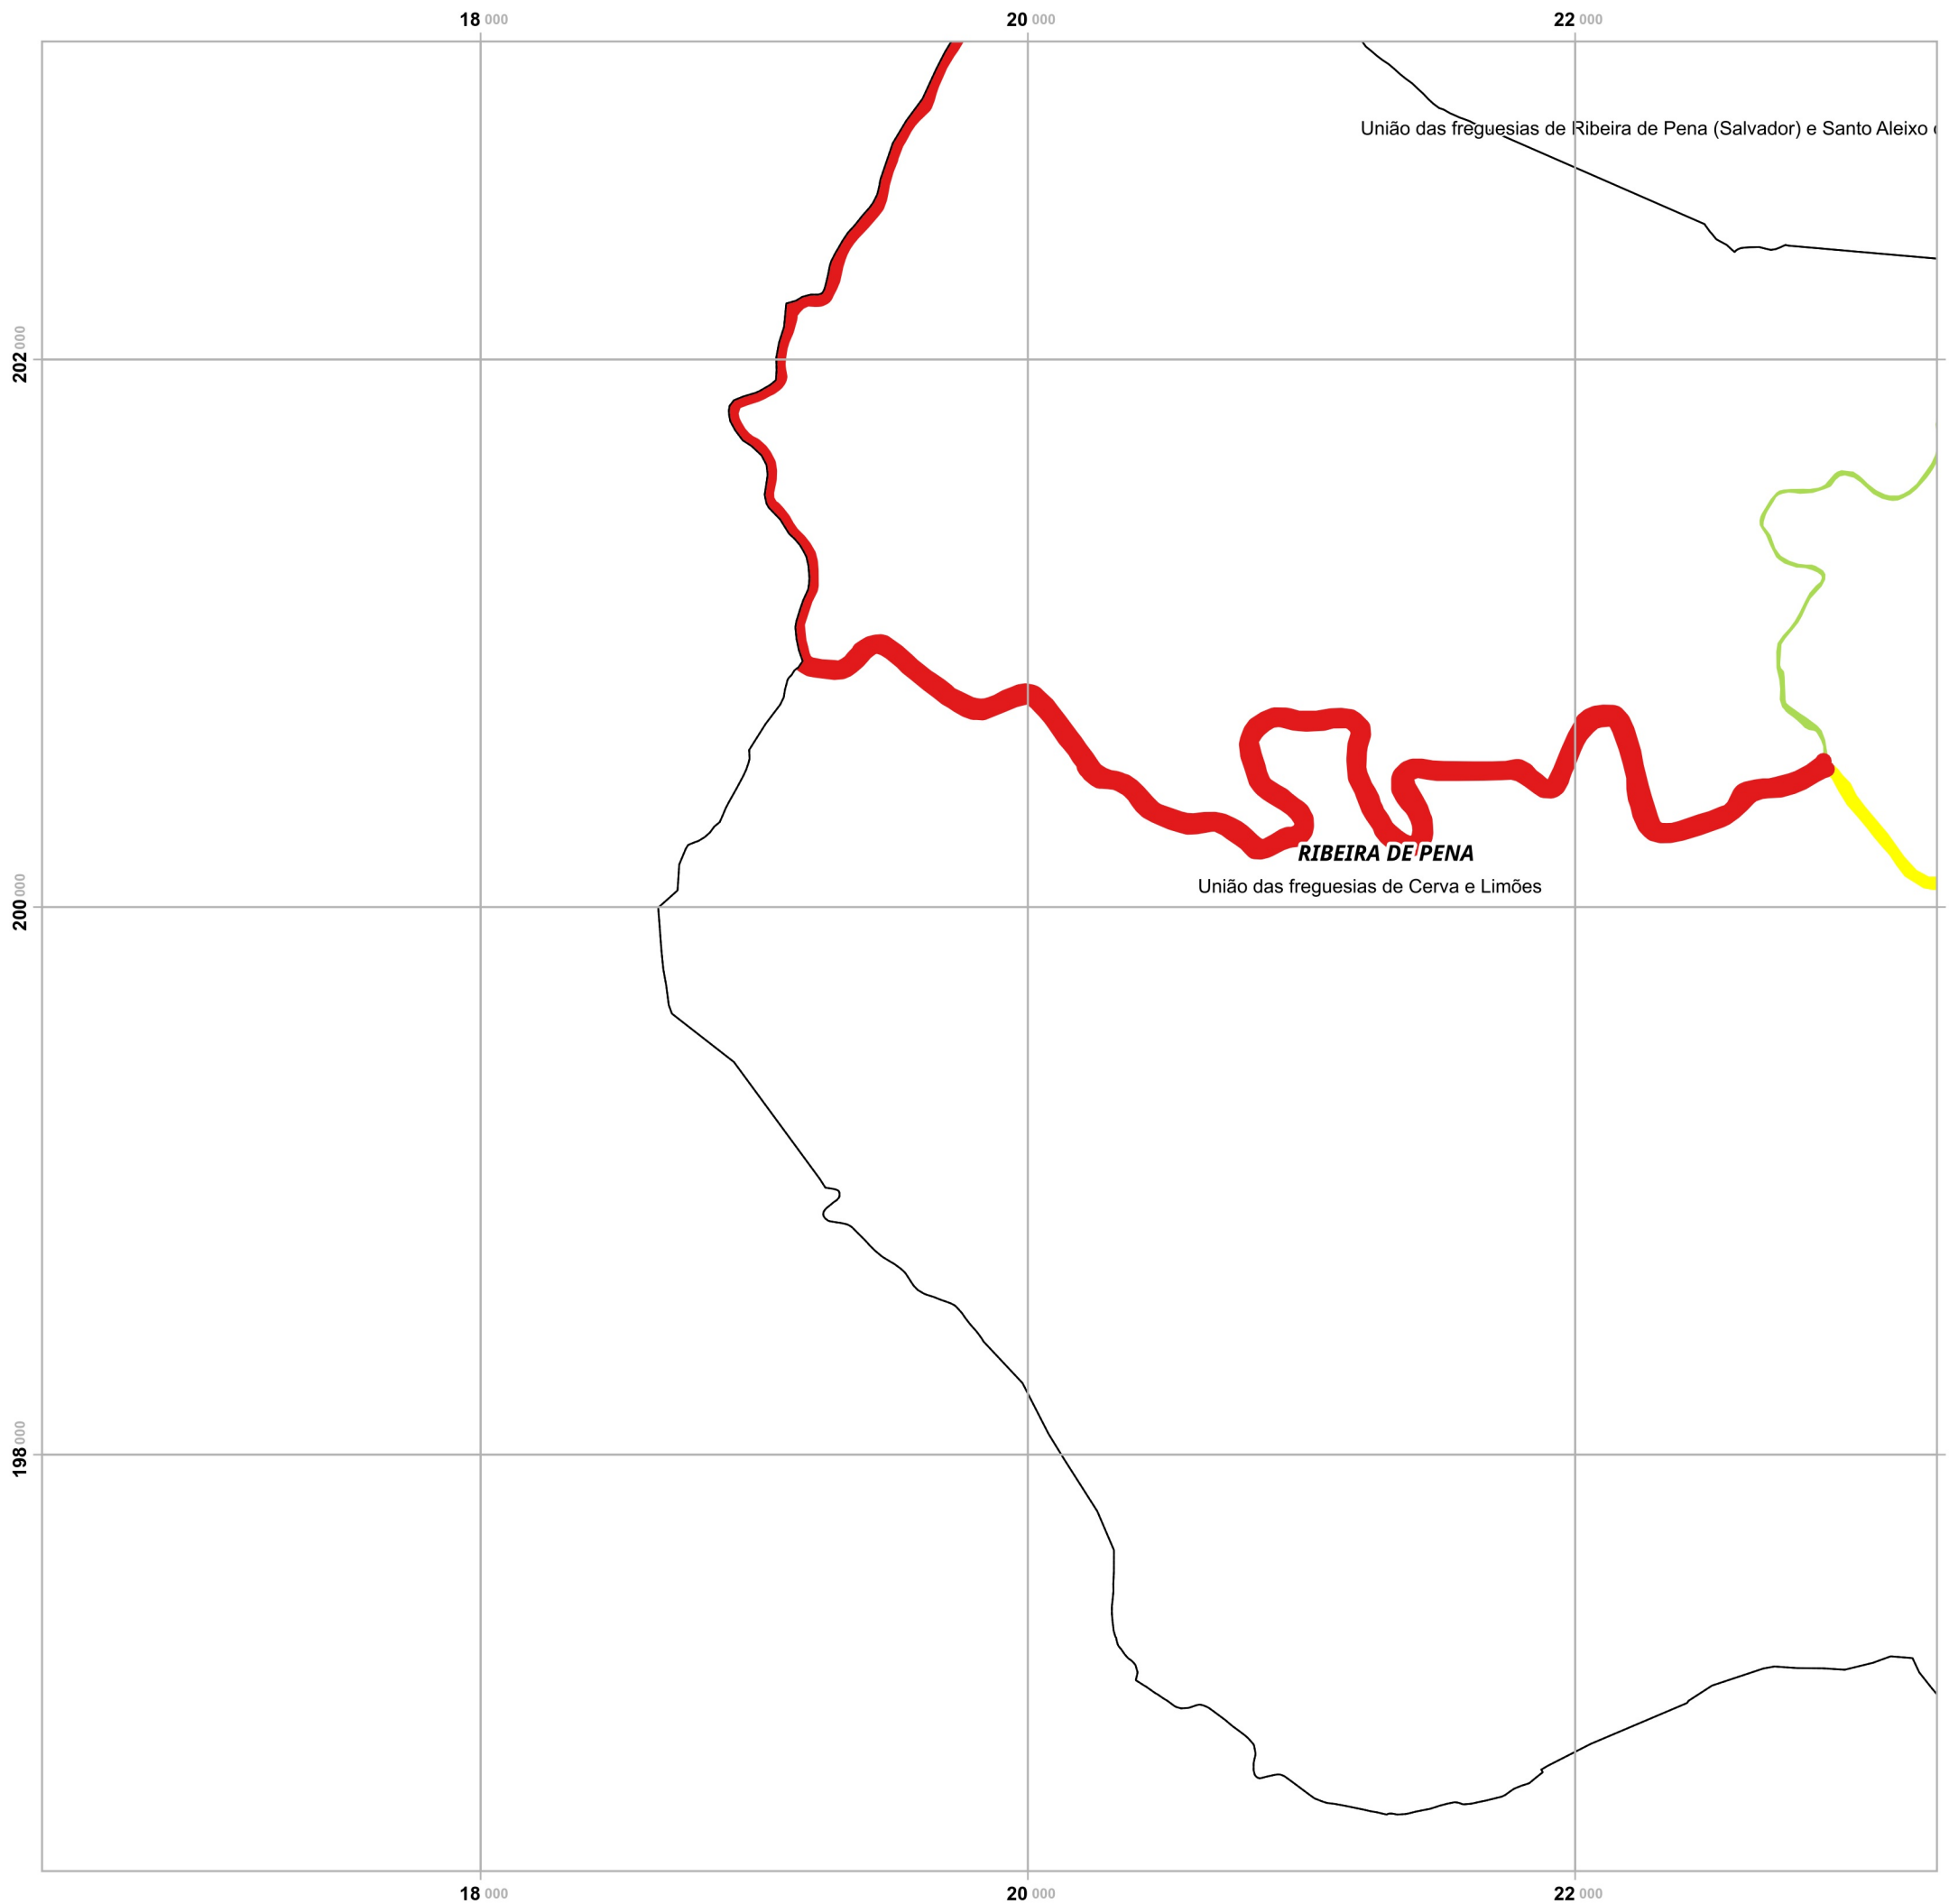 18 000 20 000 22 000
União das freguesias de Ribeira de Pena (Salvador) e Santo Aleixo
202 000
RIBEIRA DE PENA
União das freguesias de Cerva e Limões
200 000
198 000
18 000 20 000 22 000